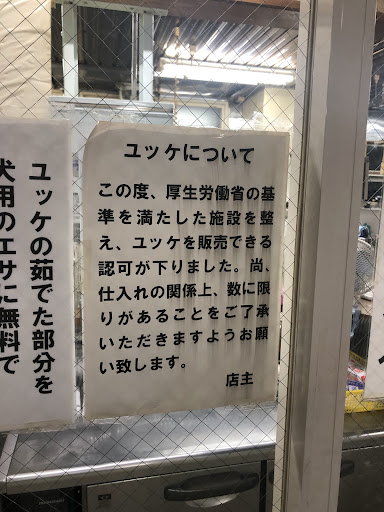 ユッケについて
この度、厚生労働省の基
準を満たした施設を整
え、ユッケを販売できる
認可が下りました。尚、
仕入れの関係上、数に限
りがあることをご了承
いただきますようお願
い致します。
店主
ユッケの茹でた部分を
犬用のエサに無料で